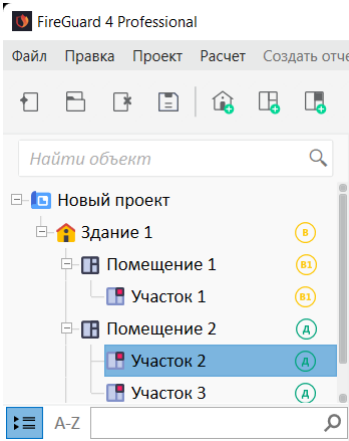 FireGuard 4 Professional
Файл Правка Проект Расчет Создать отче
Найти объект
Новый проект
Здание 1 В
Помещение 1 В1
Участок 1 В1
Помещение 2 Д
Участок 2 Д
Участок 3 Д
A-Z